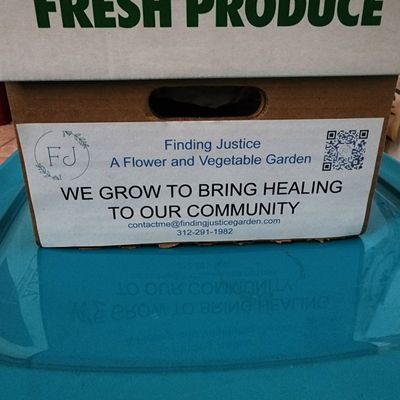 FRESH PRODUCE
FJ
Finding Justice
A Flower and Vegetable Garden
WE GROW TO BRING HEALING
TO OUR COMMUNITY
contactme@findingjusticegarden.com
312-291-1982